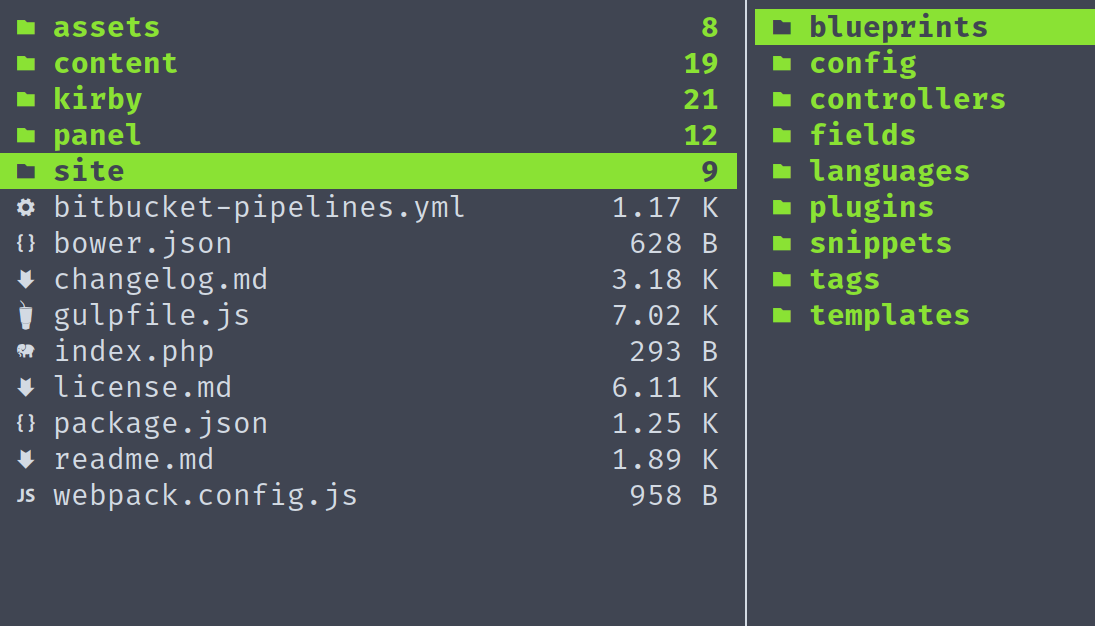 assets 8
content 19
kirby 21
panel 12
site 9
bitbucket-pipelines.yml 1.17 K
{} bower.json 628 B
changelog.md 3.18 K
gulpfile.js 7.02 K
index.php 293 B
license.md 6.11 K
{} package.json 1.25 K
readme.md 1.89 K
JS webpack.config.js 958 B
blueprints
config
controllers
fields
languages
plugins
snippets
tags
templates